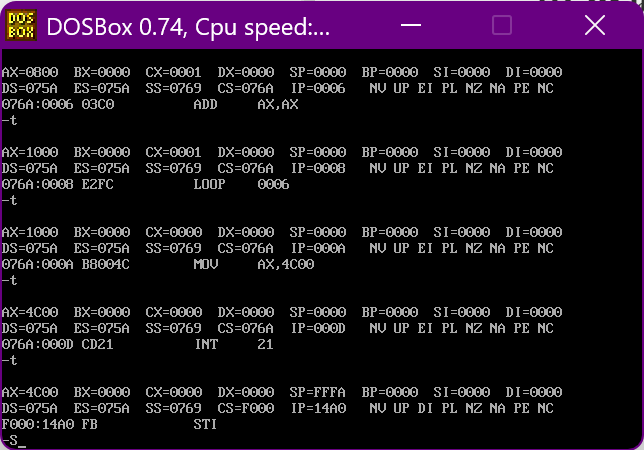 DOS
BOX
DOSBox 0.74, Cpu speed:...
AX=0800 BX=0000 CX=0001 DX=0000 SP=0000 BP=0000 SI=0000 DI=0000
DS=075A ES=075A SS=0769 CS=076A IP=0006 NV UP EI PL NZ NA PE NC
076A:0006 03C0 ADD AX,AX
-t
AX=1000 BX=0000 CX=0001 DX=0000 SP=0000 BP=0000 SI=0000 DI=0000
DS=075A ES=075A SS=0769 CS=076A IP=0008 NV UP EI PL NZ NA PE NC
076A:0008 E2FC LOOP 0006
-t
AX=1000 BX=0000 CX=0000 DX=0000 SP=0000 BP=0000 SI=0000 DI=0000
DS=075A ES=075A SS=0769 CS=076A IP=000A NV UP EI PL NZ NA PE NC
076A:000A B8004C MOV AX,4C00
-t
AX=4C00 BX=0000 CX=0000 DX=0000 SP=0000 BP=0000 SI=0000 DI=0000
DS=075A ES=075A SS=0769 CS=076A IP=000D NV UP EI PL NZ NA PE NC
076A:000D CD21 INT 21
-t
AX=4C00 BX=0000 CX=0000 DX=0000 SP=FFFA BP=0000 SI=0000 DI=0000
DS=075A ES=075A SS=0769 CS=F000 IP=14A0 NV UP DI PL NZ NA PE NC
F000:14A0 FB STI
-S_